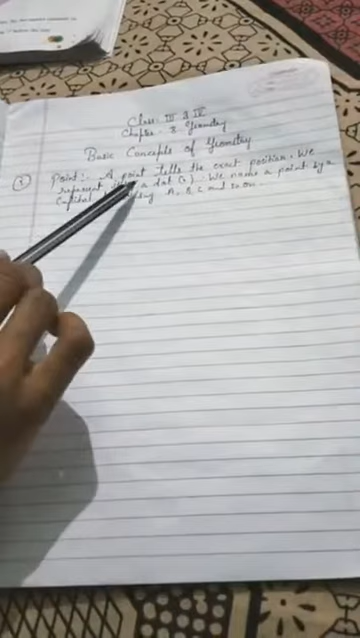 Class: III & IV
Chapter - 8 - Geometry
Basic Concepts of Geometry
① Point:- A point tells the exact position. We
represent a dot (.). We name a point by a
Capital A, B, C and so on.